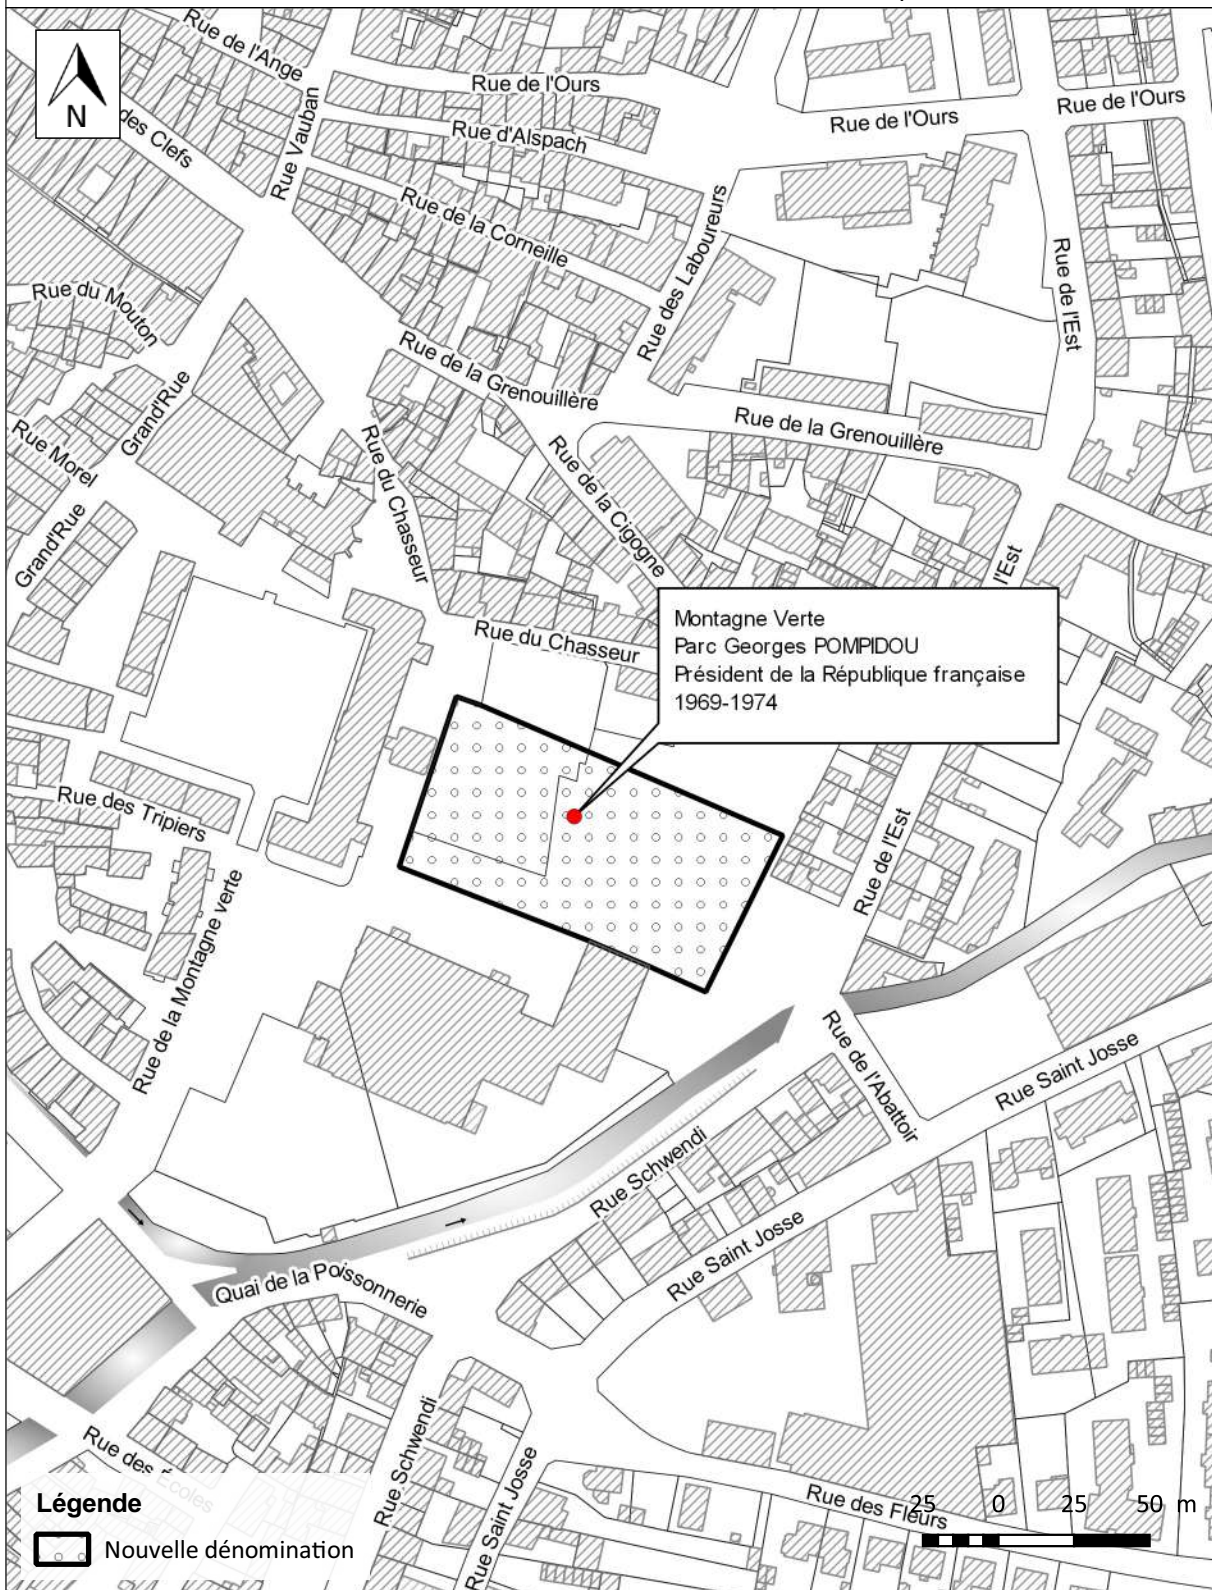 N
Rue de l'Ange
Rue de l'Ours
Rue de l'Ours
Rue de l'Ours
des Clefs
Rue Vauban
Rue d'Alspach
Rue de la Corneille
Rue des Laboureurs
Rue de l'Est
Rue du Mouton
Rue de la Grenouillère
Rue de la Grenouillère
Grand'Rue
Rue Morel
Rue du Chasseur
Rue de la Cigogne
Grand'Rue
l'Est
Rue du Chasseur
Montagne Verte
Parc Georges POMPIDOU
Président de la République française
1969-1974
Rue des Tripiers
Rue de l'Est
Rue de la Montagne verte
Rue de l'Abattoir
Rue Saint Josse
Rue Schwendi
Rue Saint Josse
Quai de la Poissonnerie
Rue des Écoles
Rue Schwendi
Rue Saint Josse
Rue des Fleurs
25 0 25 50 m
Légende
Nouvelle dénomination